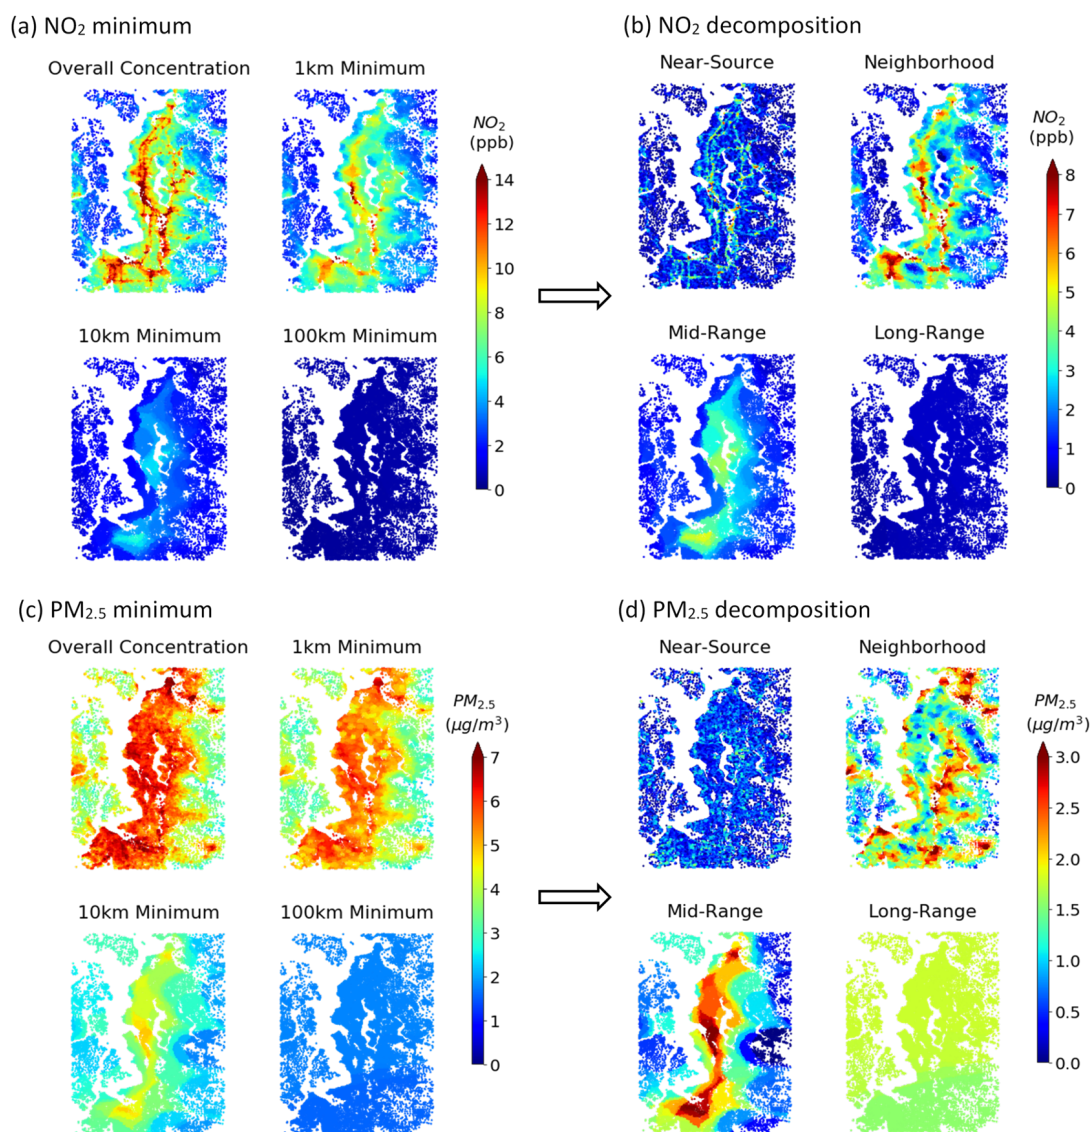 (a) NO₂ minimum
(b) NO₂ decomposition
Overall Concentration
1km Minimum
Near-Source
Neighborhood
NO₂
(ppb)
14
12
10
8
6
4
2
0
NO₂
(ppb)
8
7
6
5
4
3
2
1
0
10km Minimum
100km Minimum
Mid-Range
Long-Range
(c) PM₂.₅ minimum
(d) PM₂.₅ decomposition
Overall Concentration
1km Minimum
Near-Source
Neighborhood
PM₂.₅
(μg/m³)
7
6
5
4
3
2
1
0
PM₂.₅
(μg/m³)
3.0
2.5
2.0
1.5
1.0
0.5
0.0
10km Minimum
100km Minimum
Mid-Range
Long-Range